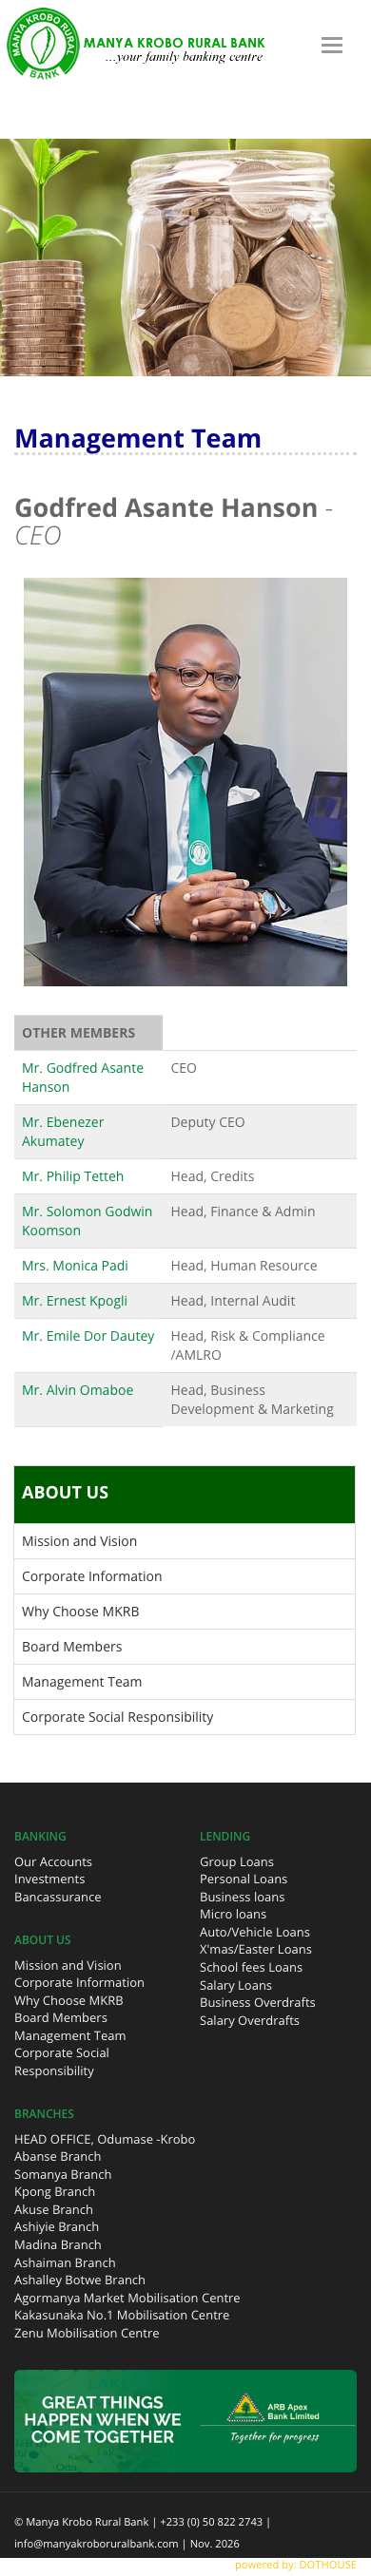 MANYA KROBO RURAL
BANK
MANYA KROBO RURAL BANK
...your family banking centre
Management Team
Godfred Asante Hanson -
CEO
OTHER MEMBERS
Mr. Godfred Asante Hanson CEO
Mr. Ebenezer Akumatey Deputy CEO
Mr. Philip Tetteh Head, Credits
Mr. Solomon Godwin Koomson Head, Finance & Admin
Mrs. Monica Padi Head, Human Resource
Mr. Ernest Kpogli Head, Internal Audit
Mr. Emile Dor Dautey Head, Risk & Compliance /AMLRO
Mr. Alvin Omaboe Head, Business Development & Marketing
ABOUT US
Mission and Vision
Corporate Information
Why Choose MKRB
Board Members
Management Team
Corporate Social Responsibility
BANKING
Our Accounts
Investments
Bancassurance
ABOUT US
Mission and Vision
Corporate Information
Why Choose MKRB
Board Members
Management Team
Corporate Social
Responsibility
LENDING
Group Loans
Personal Loans
Business loans
Micro loans
Auto/Vehicle Loans
X'mas/Easter Loans
School fees Loans
Salary Loans
Business Overdrafts
Salary Overdrafts
BRANCHES
HEAD OFFICE, Odumase -Krobo
Abanse Branch
Somanya Branch
Kpong Branch
Akuse Branch
Ashiyie Branch
Madina Branch
Ashaiman Branch
Ashalley Botwe Branch
Agormanya Market Mobilisation Centre
Kakasunaka No.1 Mobilisation Centre
Zenu Mobilisation Centre
GREAT THINGS
HAPPEN WHEN WE
COME TOGETHER
ARB Apex
Bank Limited
Together for progress
© Manya Krobo Rural Bank | +233 (0) 50 822 2743 |
info@manyakroboruralbank.com | Nov. 2026
powered by: DOTHOUSE